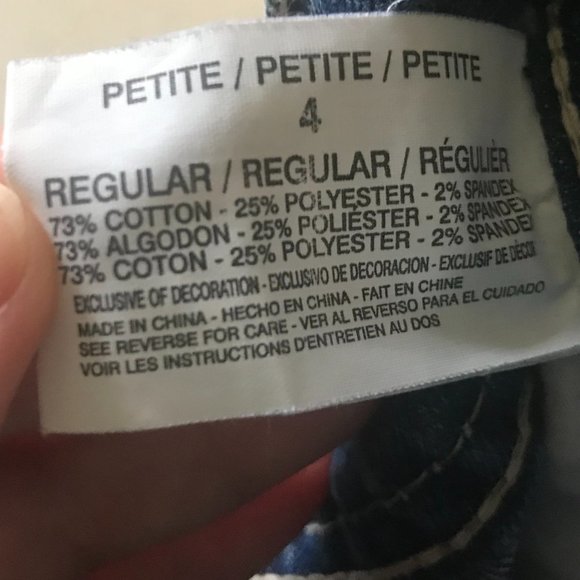 PETITE / PETITE / PETITE
4
REGULAR / REGULAR / RÉGULIÉR
73% COTTON - 25% POLYESTER - 2% SPANDEX
73% ALGODON - 25% POLIÉSTER - 2% SPANDEX
73% COTON - 25% POLYESTER - 2% SPANDEX
EXCLUSIVE OF DECORATION - EXCLUSIVO DE DECORACION - EXCLUSIF DE
MADE IN CHINA - HECHO EN CHINA - FAIT EN CHINE
SEE REVERSE FOR CARE - VER AL REVERSO PARA EL CUIDADO
VOIR LES INSTRUCTIONS D'ENTRETIEN AU DOS